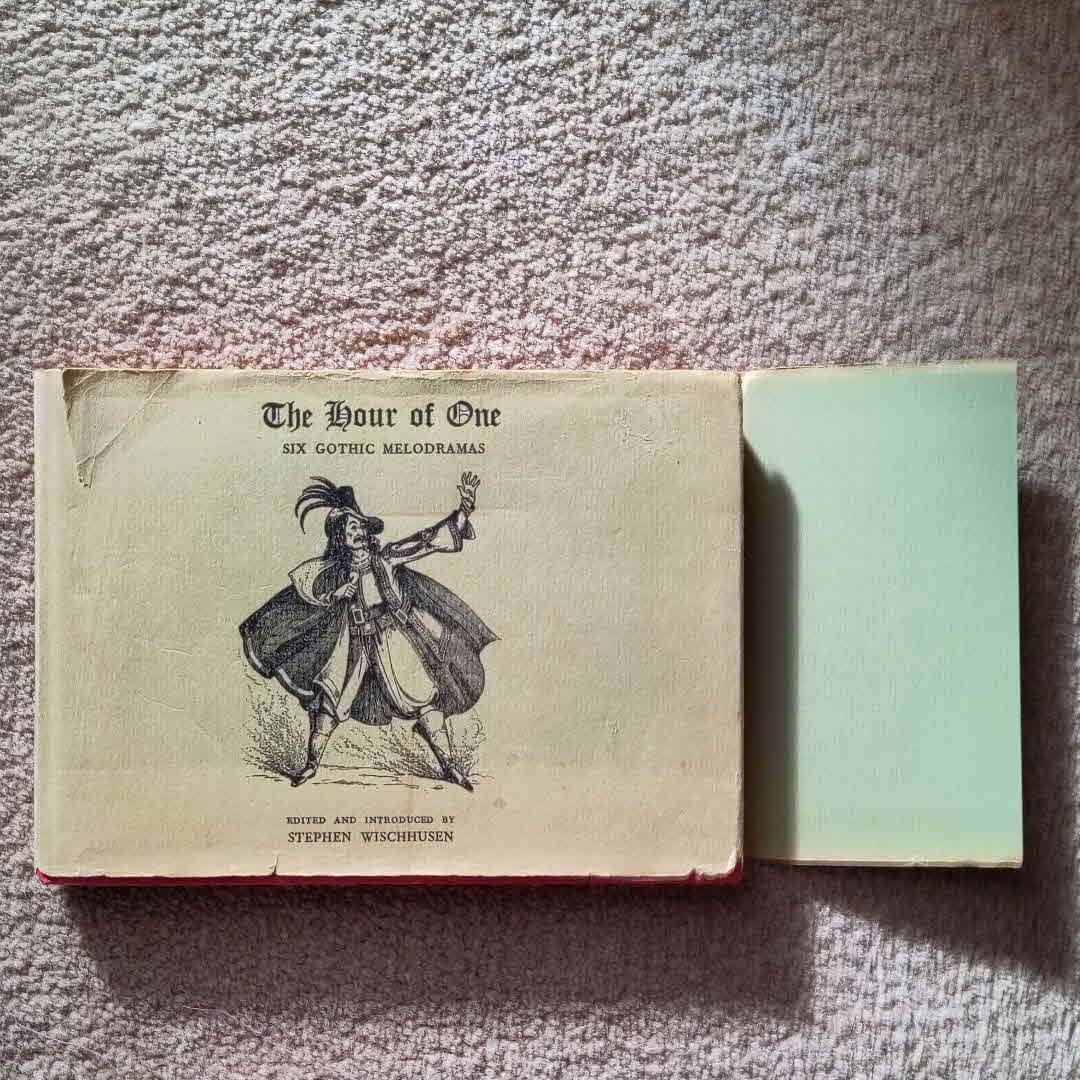 The Hour of One
SIX GOTHIC MELODRAMAS
EDITED AND INTRODUCED BY
STEPHEN WISCHHUSEN